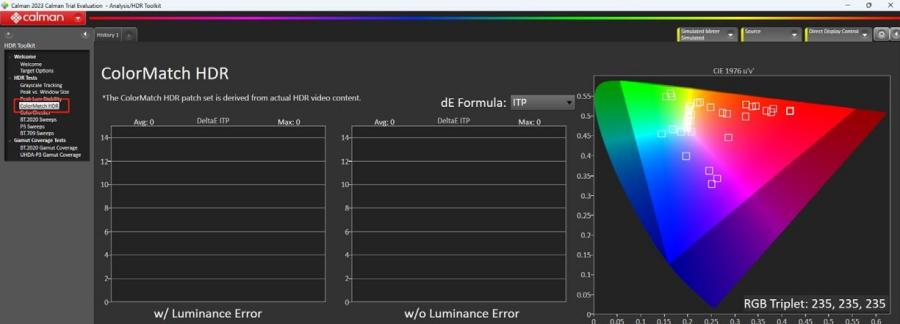 Calman 2023 Calman Trial Evaluation - Analysis/HDR Toolkit
calman
History 1
Simulated Meter
Simulated
Source
Direct Display Control
HDR Toolkit
Welcome
Welcome
Target Options
HDR Tests
Grayscale Tracking
Peak vs. Window Size
Peak Lum Stability
ColorMatch HDR
ColorChecker
BT.2020 Sweeps
P3 Sweeps
BT.709 Sweeps
Gamut Coverage Tests
BT.2020 Gamut Coverage
UHDA-P3 Gamut Coverage
ColorMatch HDR
*The ColorMatch HDR patch set is derived from actual HDR video content.
dE Formula: ITP
Avg: 0 DeltaE ITP Max: 0
14
12
10
8
6
4
2
0
w/ Luminance Error
Avg: 0 DeltaE ITP Max: 0
14
12
10
8
6
4
2
0
w/o Luminance Error
CIE 1976 u'v'
0.55
0.5
0.45
0.4
0.35
0.3
0.25
0.2
0.15
0.1
0.05
0
0 0.05 0.1 0.15 0.2 0.25 0.3 0.35 0.4 0.45 0.5 0.55 0.6
RGB Triplet: 235, 235, 235